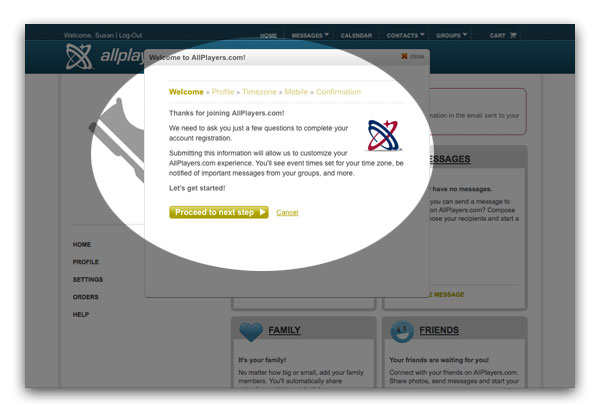 Welcome, Susan | Log-Out
HOME MESSAGES CALENDAR CONTACTS GROUPS CART
allplay
Welcome to AllPlayers.com!
close
Welcome » Profile » Timezone » Mobile » Confirmation
Thanks for joining AllPlayers.com!
We need to ask you just a few questions to complete your
account registration.
Submitting this information will allow us to customize your
AllPlayers.com experience. You'll see event times set for your time zone, be
notified of important messages from your groups, and more.
Let's get started!
Proceed to next step
Cancel
HOME
PROFILE
SETTINGS
ORDERS
HELP
mation in the email sent to your
ESSAGES
have no messages.
you can send a message to
on AllPlayers.com? Compose
ose your recipients and start a
E MESSAGE
FAMILY
It's your family!
No matter how big or small, add your family
members. You'll automatically share
FRIENDS
Your friends are waiting for you!
Connect with your friends on AllPlayers.com.
Share photos, send messages and start your